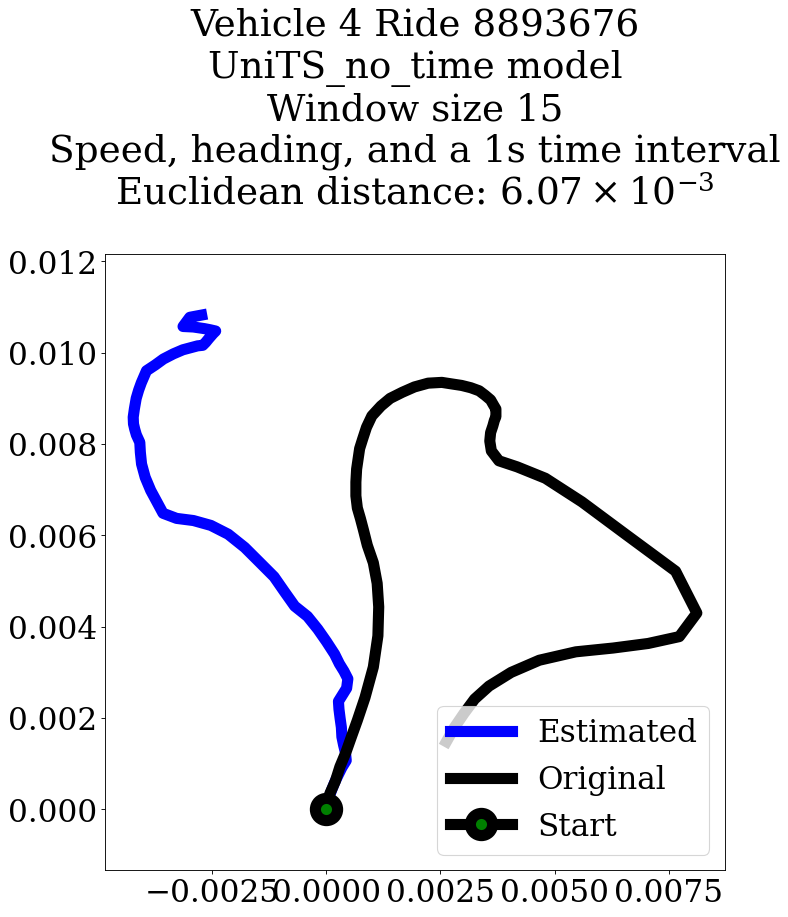 Vehicle 4 Ride 8893676
UniTS_no_time model
Window size 15
Speed, heading, and a 1s time interval
Euclidean distance: 6.07 × 10⁻³
0.012
0.010
0.008
0.006
0.004
0.002
0.000
Estimated
Original
Start
−0.0025 0.0000 0.0025 0.0050 0.0075